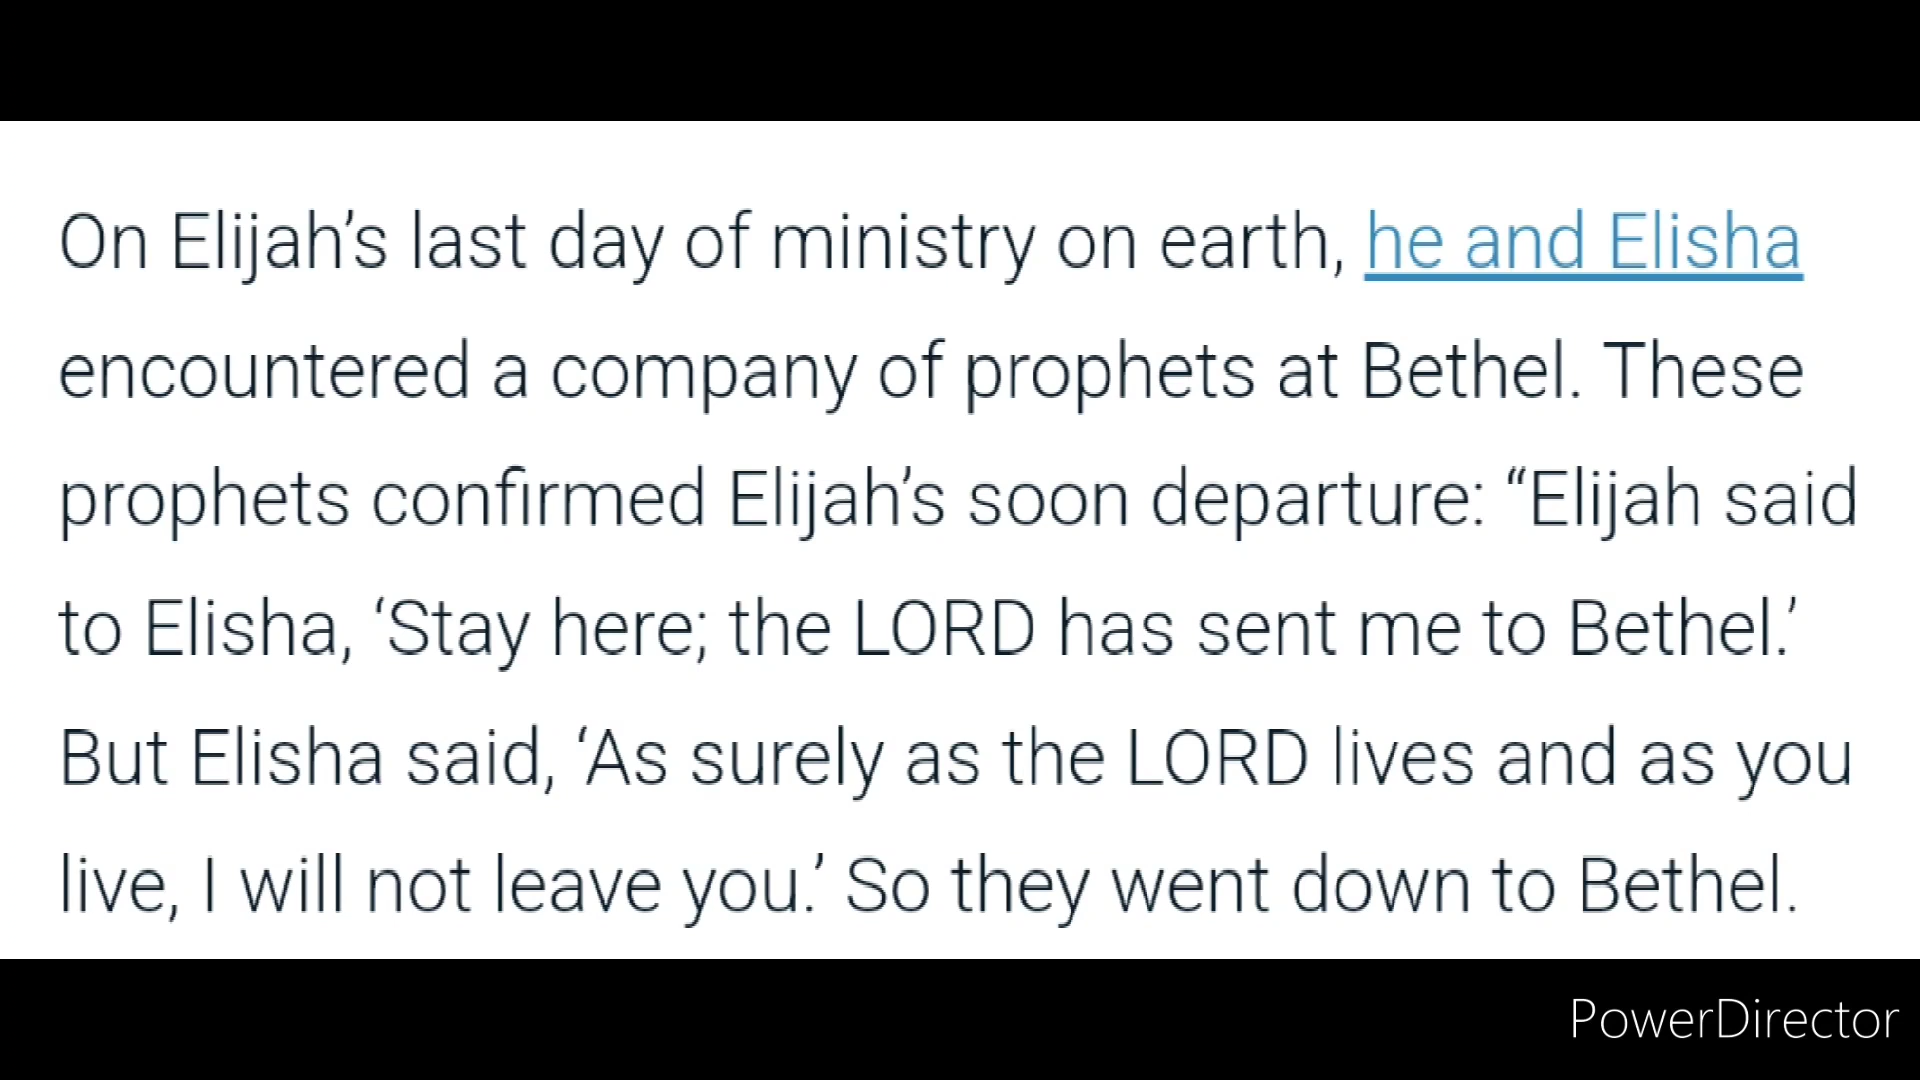 On Elijah’s last day of ministry on earth, he and Elisha
encountered a company of prophets at Bethel. These
prophets confirmed Elijah’s soon departure: “Elijah said
to Elisha, ‘Stay here; the LORD has sent me to Bethel.’
But Elisha said, ‘As surely as the LORD lives and as you
live, I will not leave you.’ So they went down to Bethel.
PowerDirector